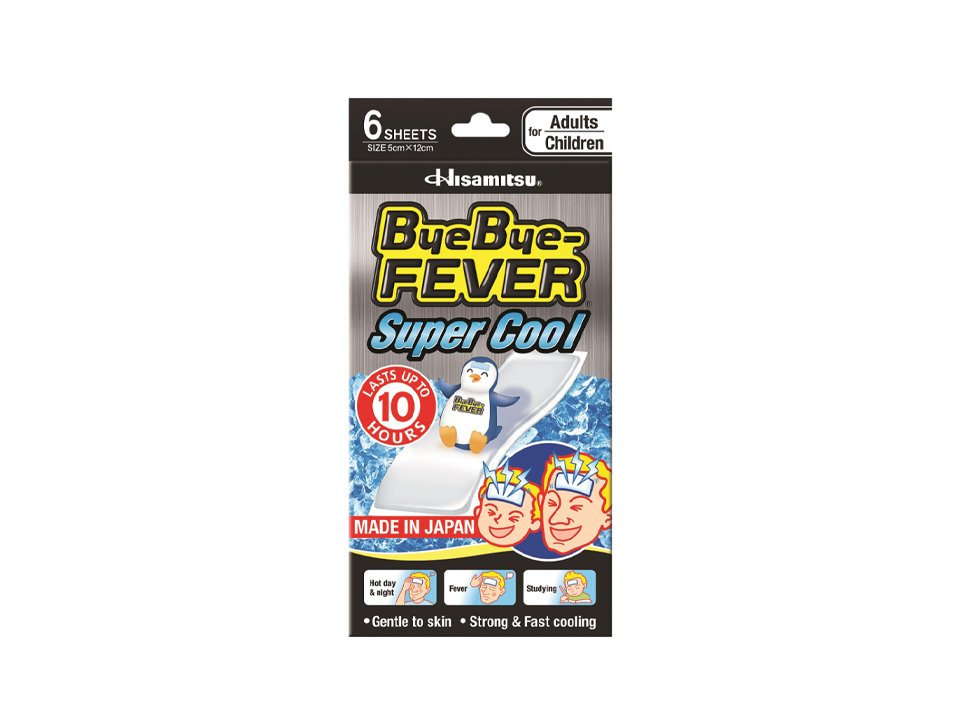 6 SHEETS
SIZE 5cm×12cm
for Adults
Children
Hisamitsu®
ByeBye-
FEVER®
Super Cool
LASTS UP TO
10
HOURS
ByeBye-
FEVER
MADE IN JAPAN
Hot day
& night
Fever
Studying
•Gentle to skin • Strong & Fast cooling